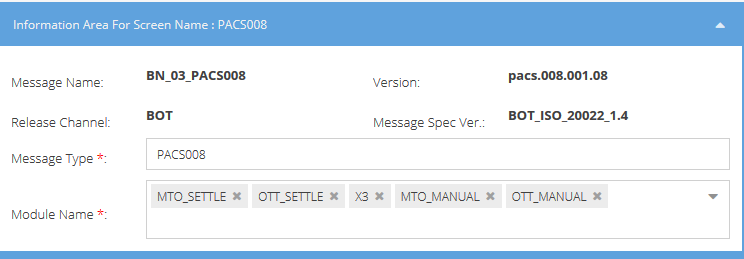 Information Area For Screen Name : PACS008
Message Name: BN_03_PACS008 Version: pacs.008.001.08
Release Channel: BOT Message Spec Ver.: BOT_ISO_20022_1.4
Message Type *: PACS008
Module Name *: MTO_SETTLE ✖ OTT_SETTLE ✖ X3 ✖ MTO_MANUAL ✖ OTT_MANUAL ✖